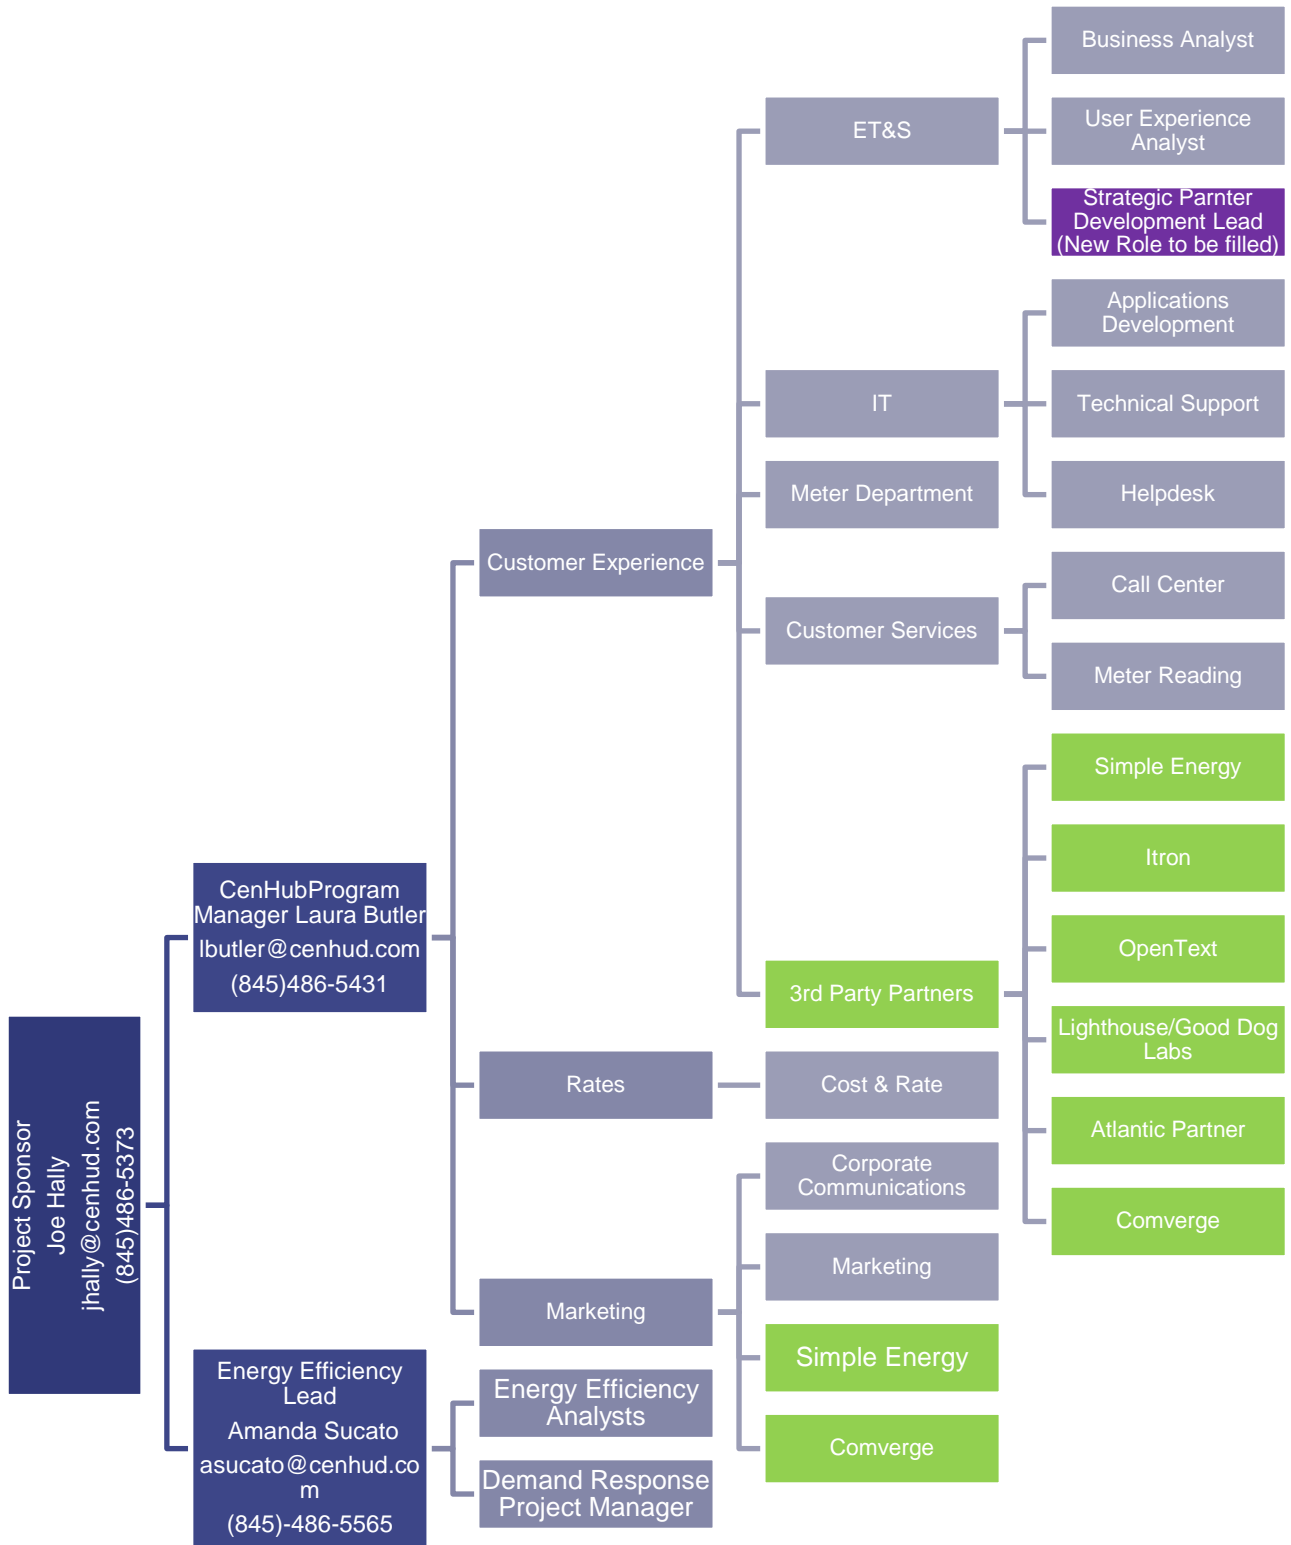 Project Sponsor
Joe Hally
jhally@cenhud.com
(845)486-5373
CenHubProgram
Manager Laura Butler
lbutler@cenhud.com
(845)486-5431
Customer Experience
ET&S
Business Analyst
User Experience
Analyst
Strategic Parnter
Development Lead
(New Role to be filled)
IT
Applications
Development
Technical Support
Helpdesk
Meter Department
Customer Services
Call Center
Meter Reading
3rd Party Partners
Simple Energy
Itron
OpenText
Lighthouse/Good Dog
Labs
Atlantic Partner
Comverge
Rates
Cost & Rate
Marketing
Corporate
Communications
Marketing
Simple Energy
Comverge
Energy Efficiency
Lead
Amanda Sucato
asucato@cenhud.co
m
(845)-486-5565
Energy Efficiency
Analysts
Demand Response
Project Manager